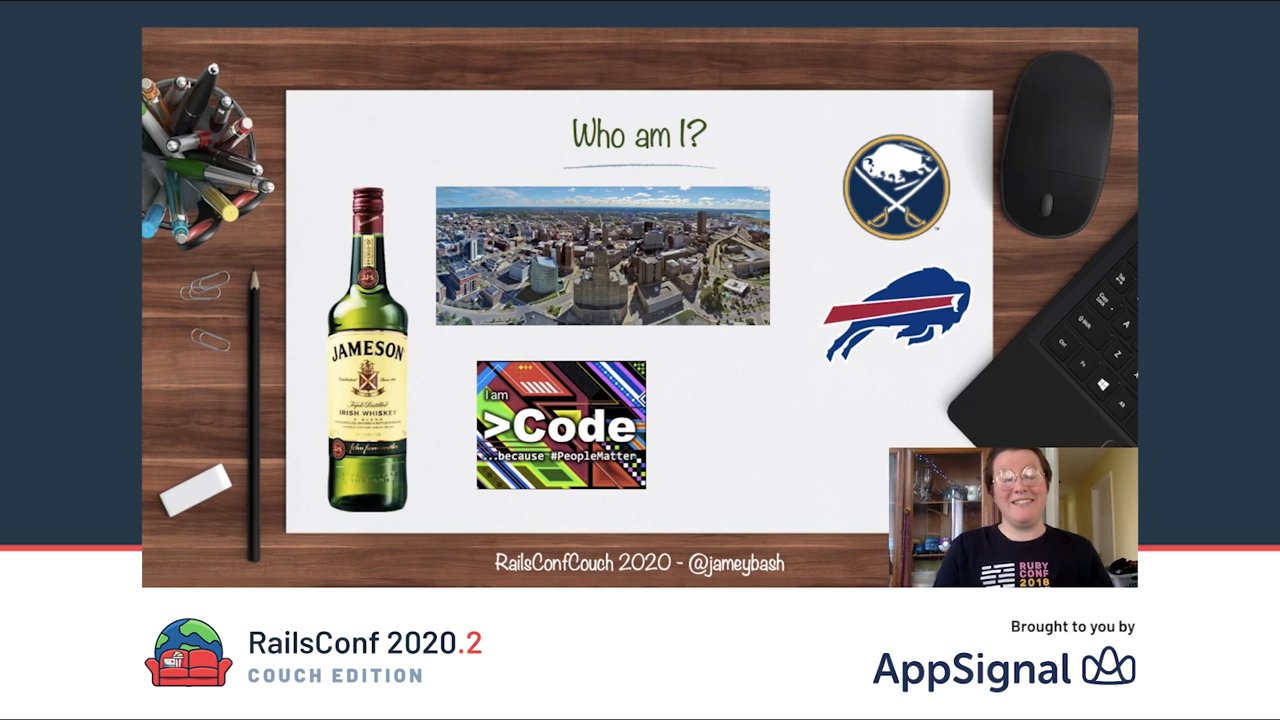 Who am I?
JAMESON
IRISH WHISKEY
I am
>Code
...because #PeopleMatter
RailsConfCouch 2020 - @jameybash
RUBY
CONF
2018
RailsConf 2020.2
COUCH EDITION
Brought to you by
AppSignal